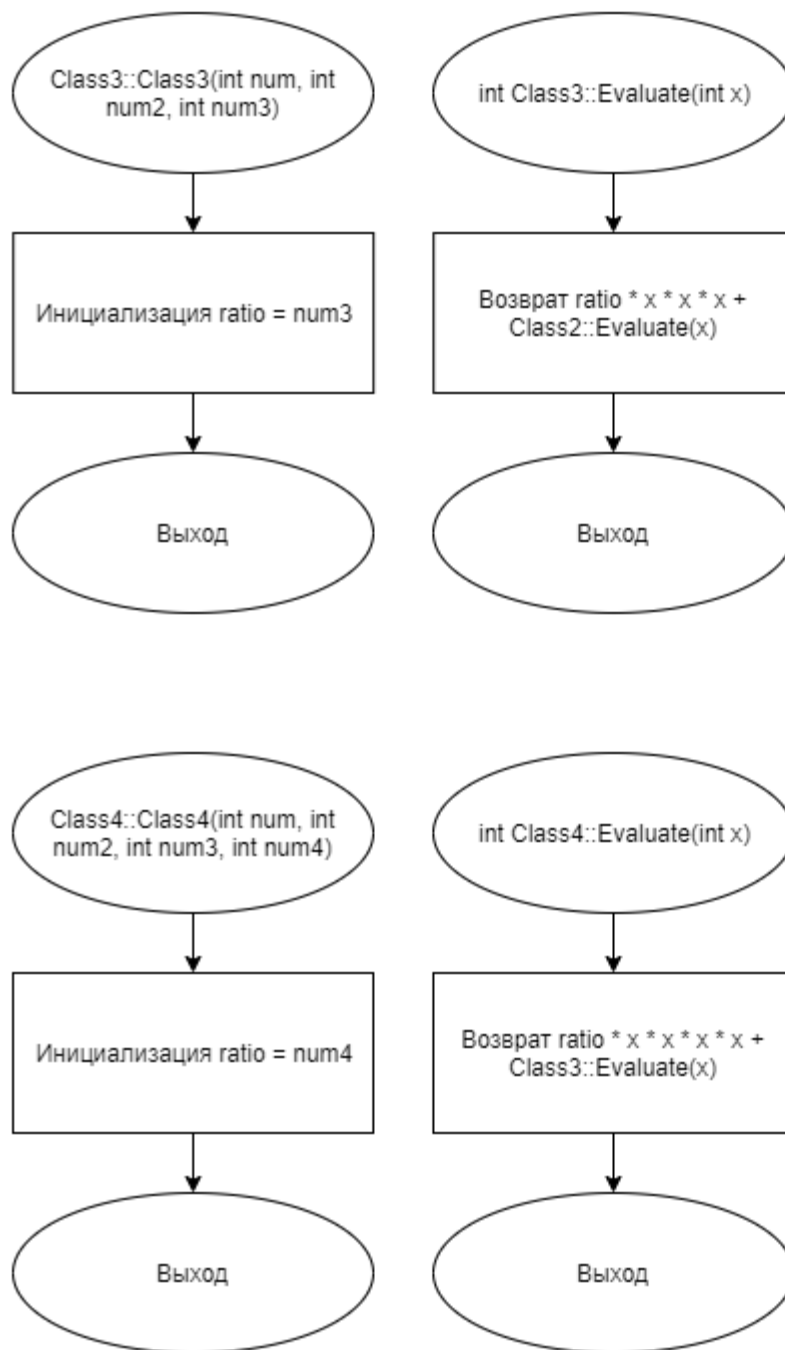 Class3::Class3(int num, int
num2, int num3)
int Class3::Evaluate(int x)
Инициализация ratio = num3
Возврат ratio * x * x * x +
Class2::Evaluate(x)
Выход
Выход
Class4::Class4(int num, int
num2, int num3, int num4)
int Class4::Evaluate(int x)
Инициализация ratio = num4
Возврат ratio * x * x * x * x +
Class3::Evaluate(x)
Выход
Выход